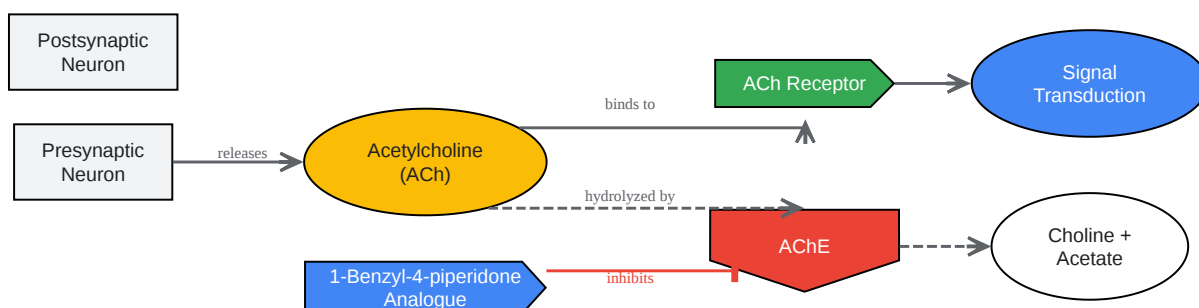 Postsynaptic
Neuron
Presynaptic
Neuron
releases
Acetylcholine
(ACh)
binds to
hydrolyzed by
ACh Receptor
Signal
Transduction
AChE
Choline +
Acetate
1-Benzyl-4-piperidone
Analogue
inhibits